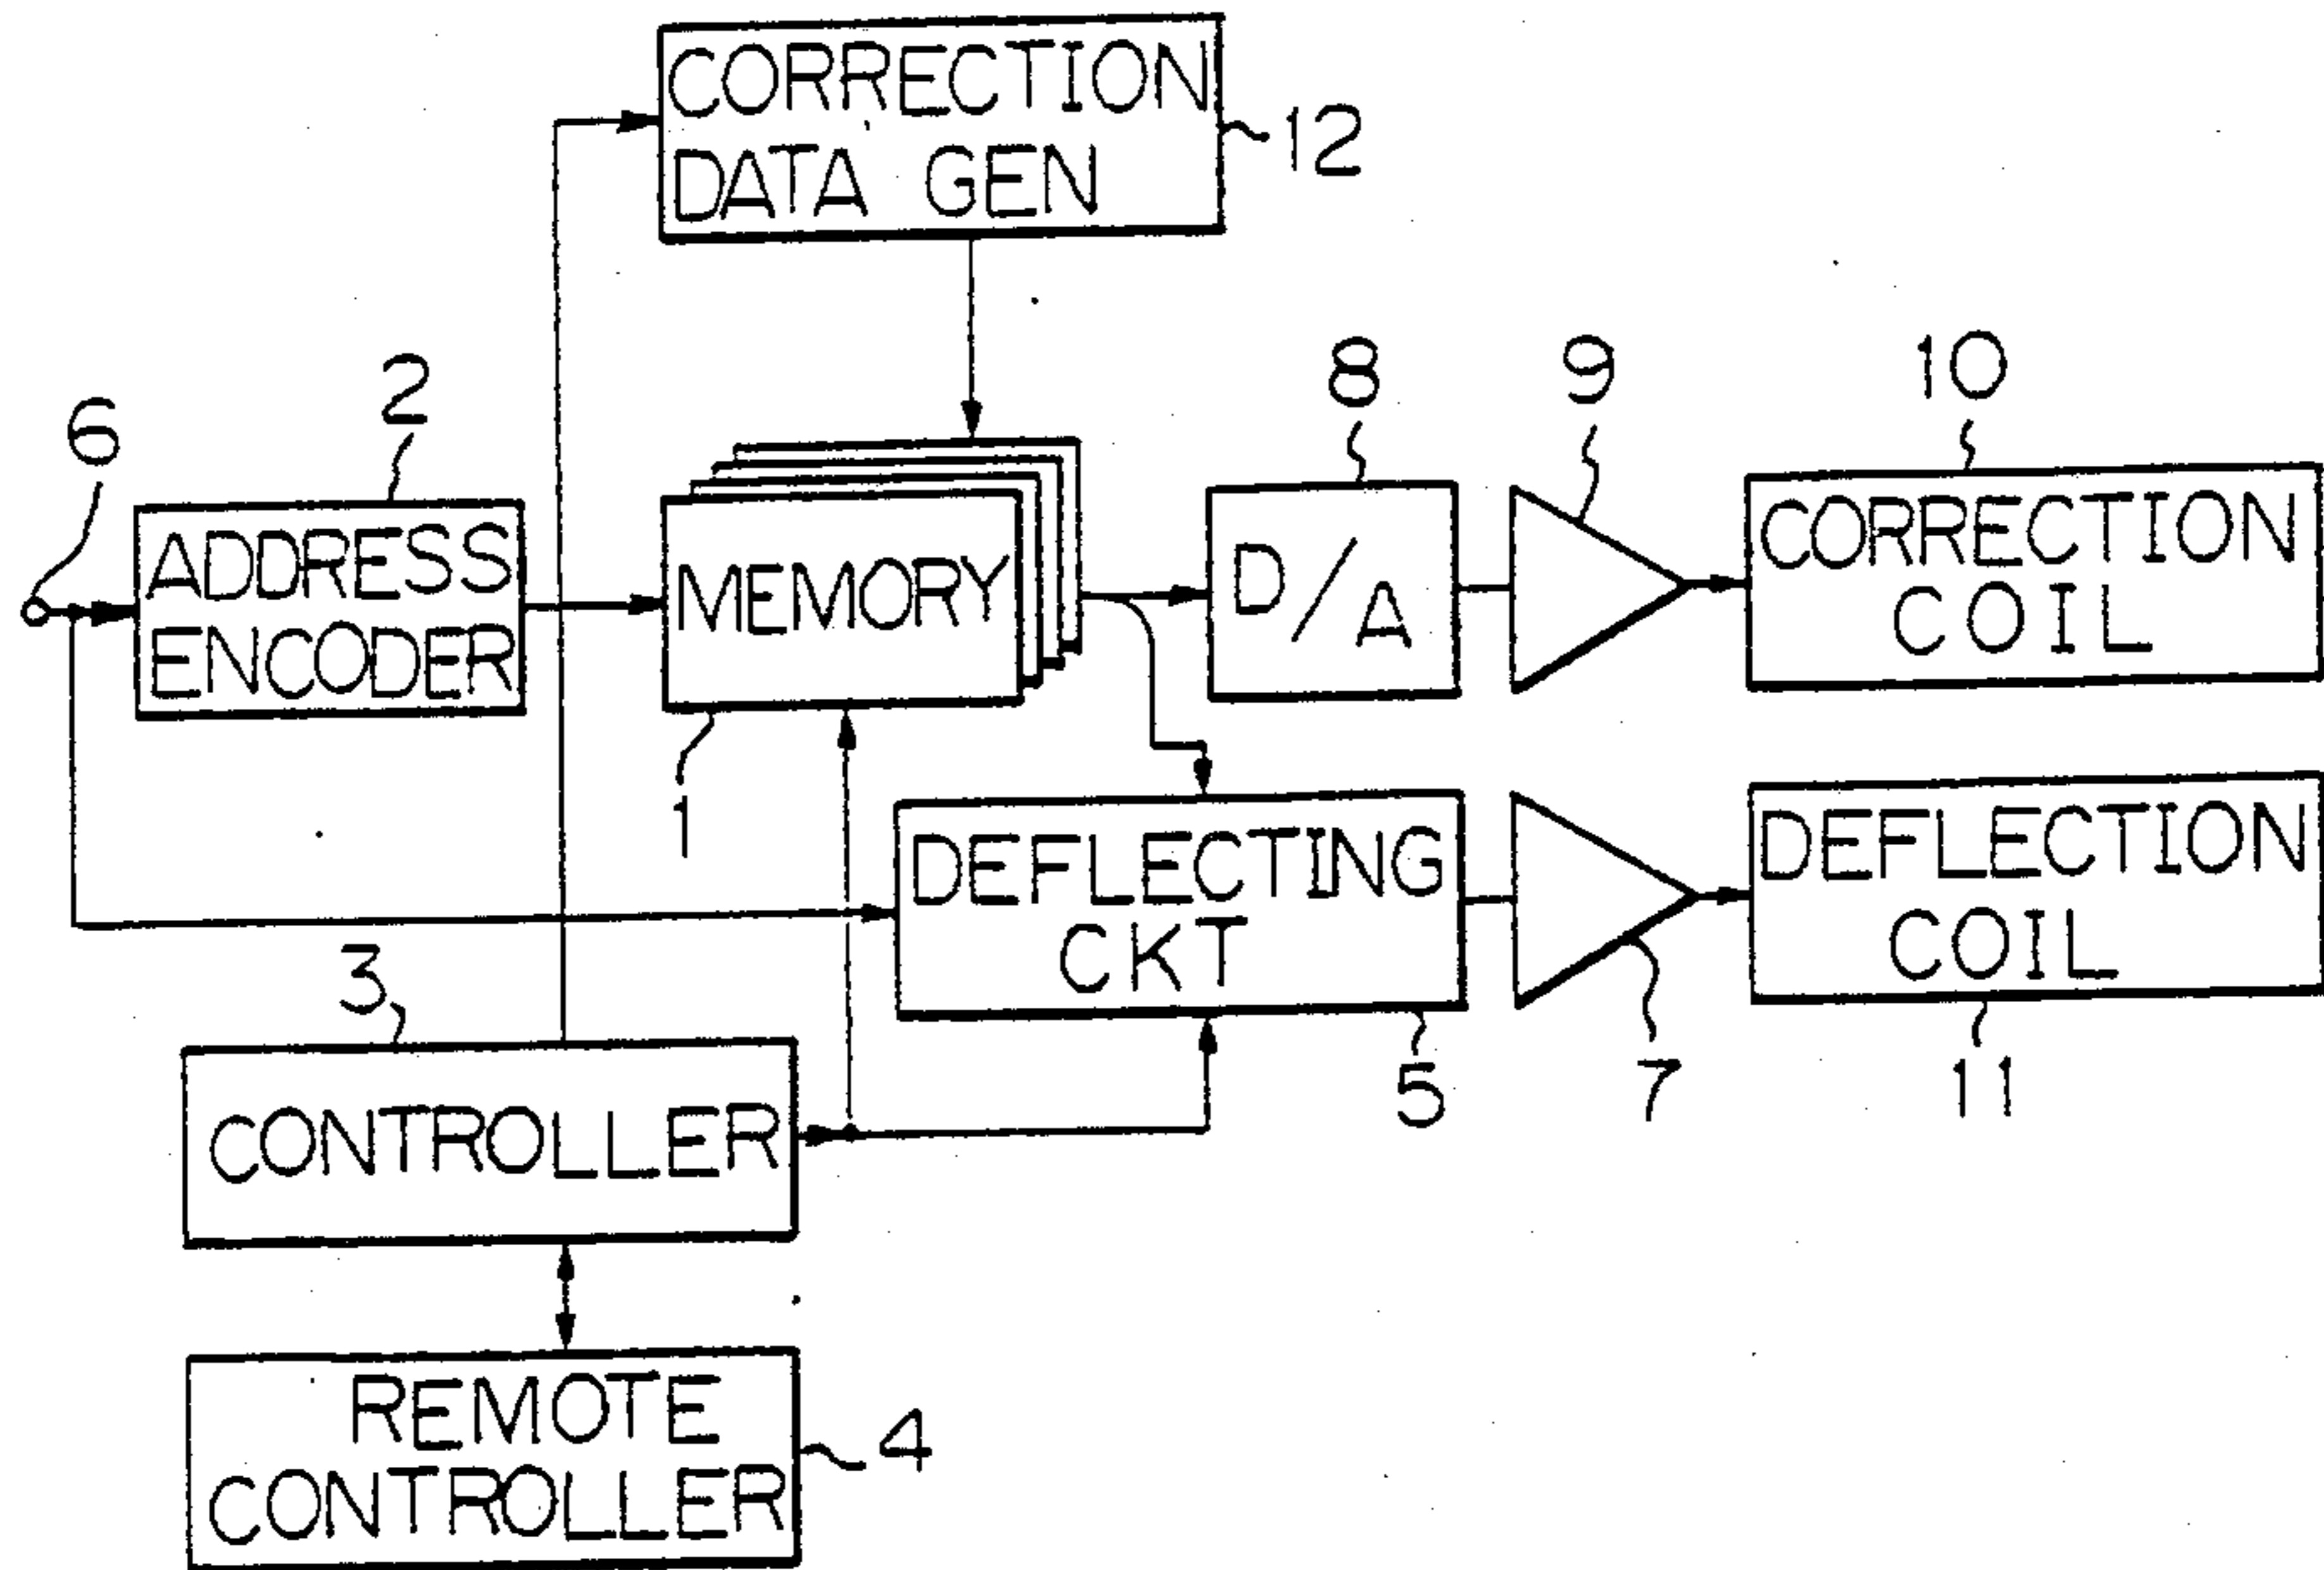 CORRECTION
DATA GEN
12
6
2
8
9
10
ADDRESS
ENCODER
MEMORY
D/A
CORRECTION
COIL
1
DEFLECTING
CKT
DEFLECTION
COIL
3
5
7
11
CONTROLLER
REMOTE
CONTROLLER
4